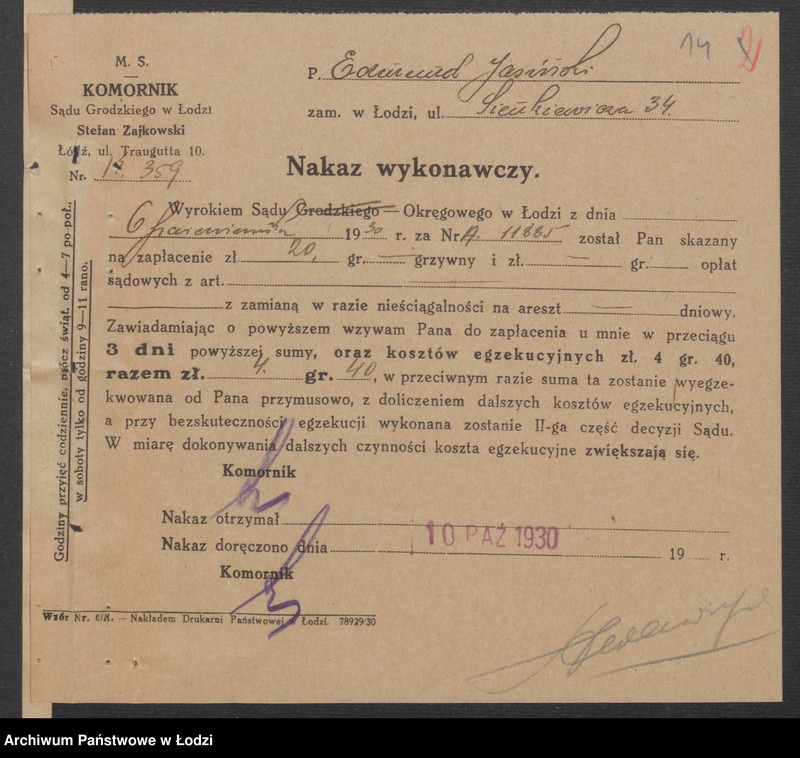 14
2
M. S.
KOMORNIK
Sądu Grodzkiego w Łodzi
Stefan Zajkowski
Łódź, ul. Traugutta 10.
Nr. 359
P. Edmund Jasiński
zam. w Łodzi, ul. Sienkiewicza 34.
Nakaz wykonawczy.
Wyrokiem Sądu Grodzkiego — Okręgowego w Łodzi z dnia
6 1930 r. za Nr 11885 został Pan skazany
na zapłacenie zł 20, gr. — grzywny i zł. — gr. opłat
sądowych z art. —
z zamianą w razie nieściągalności na areszt — dniowy.
Zawiadamiając o powyższem wzywam Pana do zapłacenia u mnie w przeciągu
3 dni powyższej sumy, oraz kosztów egzekucyjnych zł. 4 gr. 40,
razem zł. 4. gr. 40, w przeciwnym razie suma ta zostanie wyegze-
kwowana od Pana przymusowo, z doliczeniem dalszych kosztów egzekucyjnych,
a przy bezskuteczności egzekucji wykonana zostanie II-ga część decyzji Sądu.
W miarę dokonywania dalszych czynności koszta egzekucyjne zwiększają się.
Komornik
Nakaz otrzymał
Nakaz doręczono dnia 10 PAŹ 1930 19 r.
Komornik
Godziny przyjęć codziennie, prócz świąt, od 4—7 po poł.,
w soboty tylko od godziny 9—11 rano.
Wzór Nr. 6/K. — Nakładem Drukarni Państwowej w Łodzi. 78929/30
Archiwum Państwowe w Łodzi